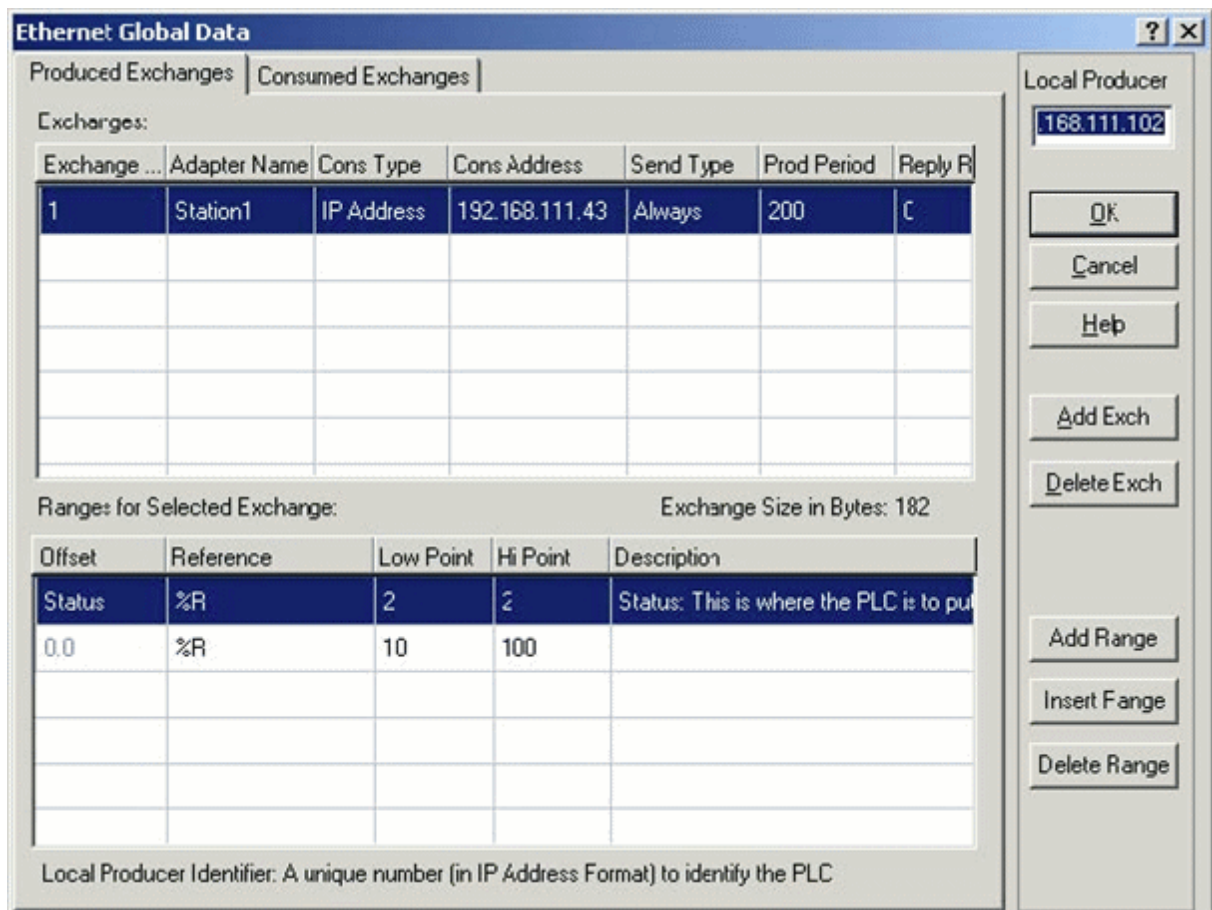 Ethernet Global Data
Produced Exchanges Consumed Exchanges
Local Producer
.168.111.102
Exchanges:
Exchange ... Adapter Name Cons Type Cons Address Send Type Prod Period Reply R
1 Station1 IP Address 192.168.111.43 Always 200 0
OK
Cancel
Help
Add Exch
Delete Exch
Ranges for Selected Exchange: Exchange Size in Bytes: 182
Offset Reference Low Point Hi Point Description
Status %R 2 2 Status: This is where the PLC is to put
0.0 %R 10 100
Add Range
Insert Range
Delete Range
Local Producer Identifier: A unique number (in IP Address Format) to identify the PLC